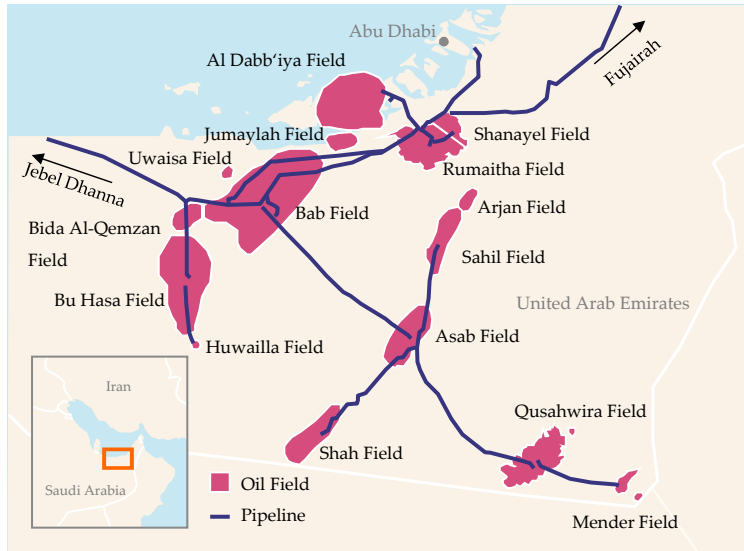 Abu Dhabi
Al Dabb‘iya Field
Fujairah
Jumaylah Field
Shanayel Field
Uwaisa Field
Rumaitha Field
Jebel Dhanna
Bab Field
Arjan Field
Bida Al-Qemzan
Field
Sahil Field
Bu Hasa Field
United Arab Emirates
Asab Field
Huwailla Field
Iran
Qusahwira Field
Shah Field
Saudi Arabia
Oil Field
Pipeline
Mender Field